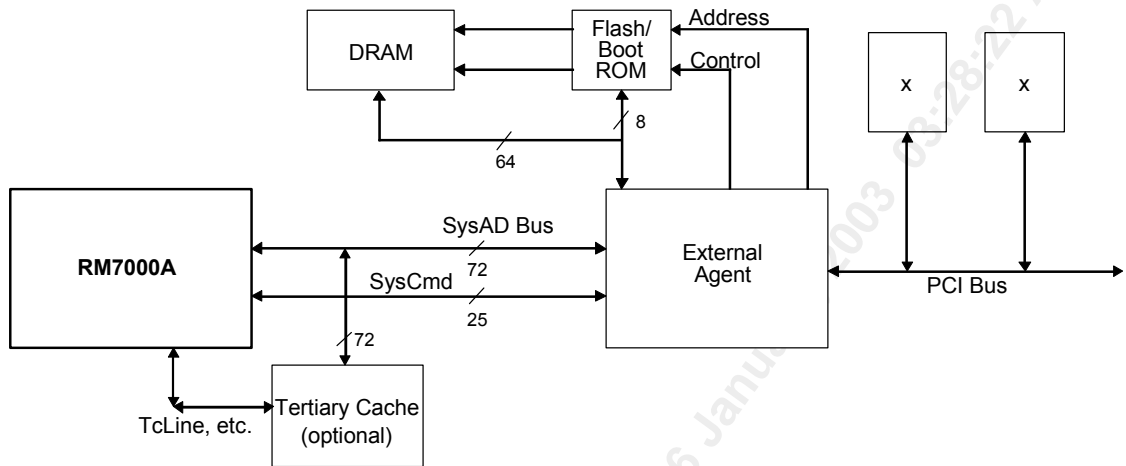 DRAM
Flash/
Boot
ROM
Address
Control
x
x
8
64
SysAD Bus
72
RM7000A
External
Agent
SysCmd
25
PCI Bus
72
Tertiary Cache
(optional)
TcLine, etc.